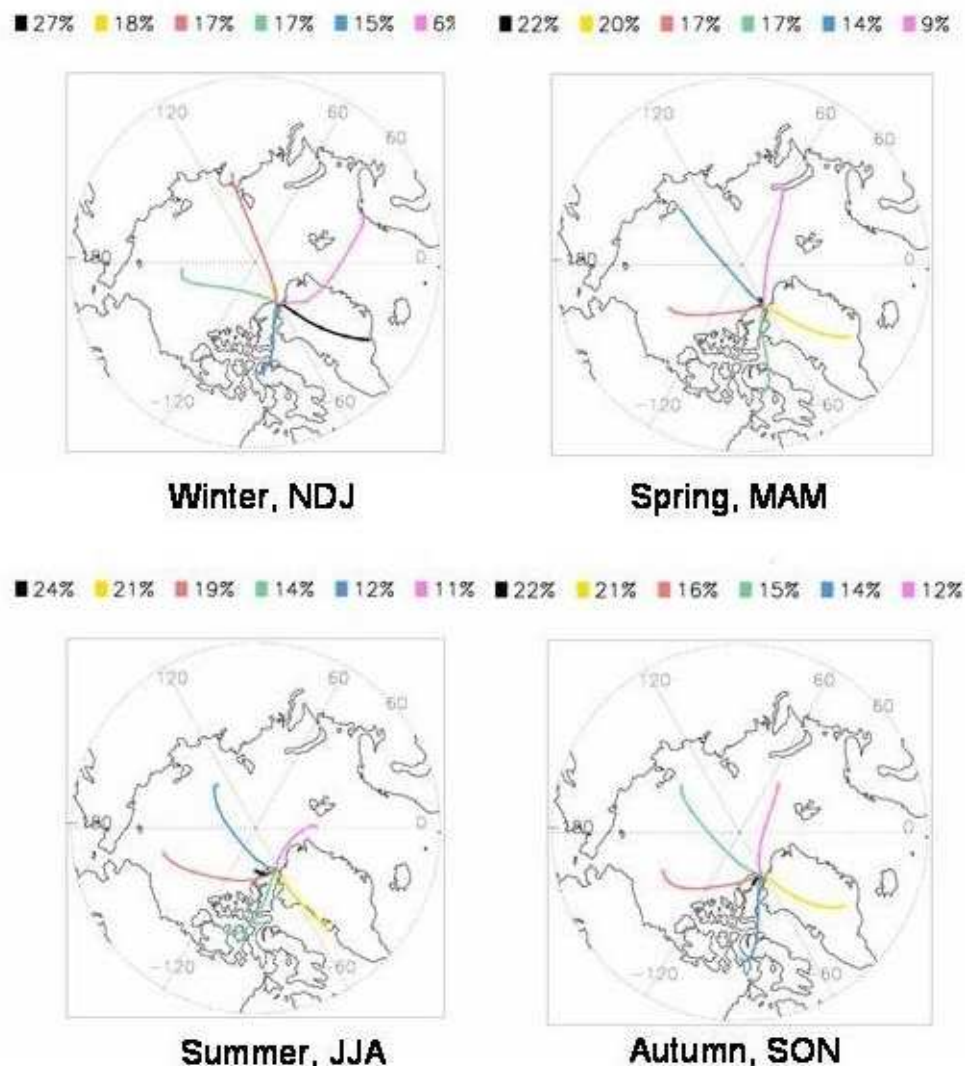 27% 18% 17% 17% 15% 6%
22% 20% 17% 17% 14% 9%
120 60 60 180 0 -120 -60
120 60 60 180 0 -120 -60
Winter, NDJ
Spring, MAM
24% 21% 19% 14% 12% 11%
22% 21% 16% 15% 14% 12%
120 60 60 180 0 -120 -60
120 60 60 180 0 -120 -60
Summer, JJA
Autumn, SON